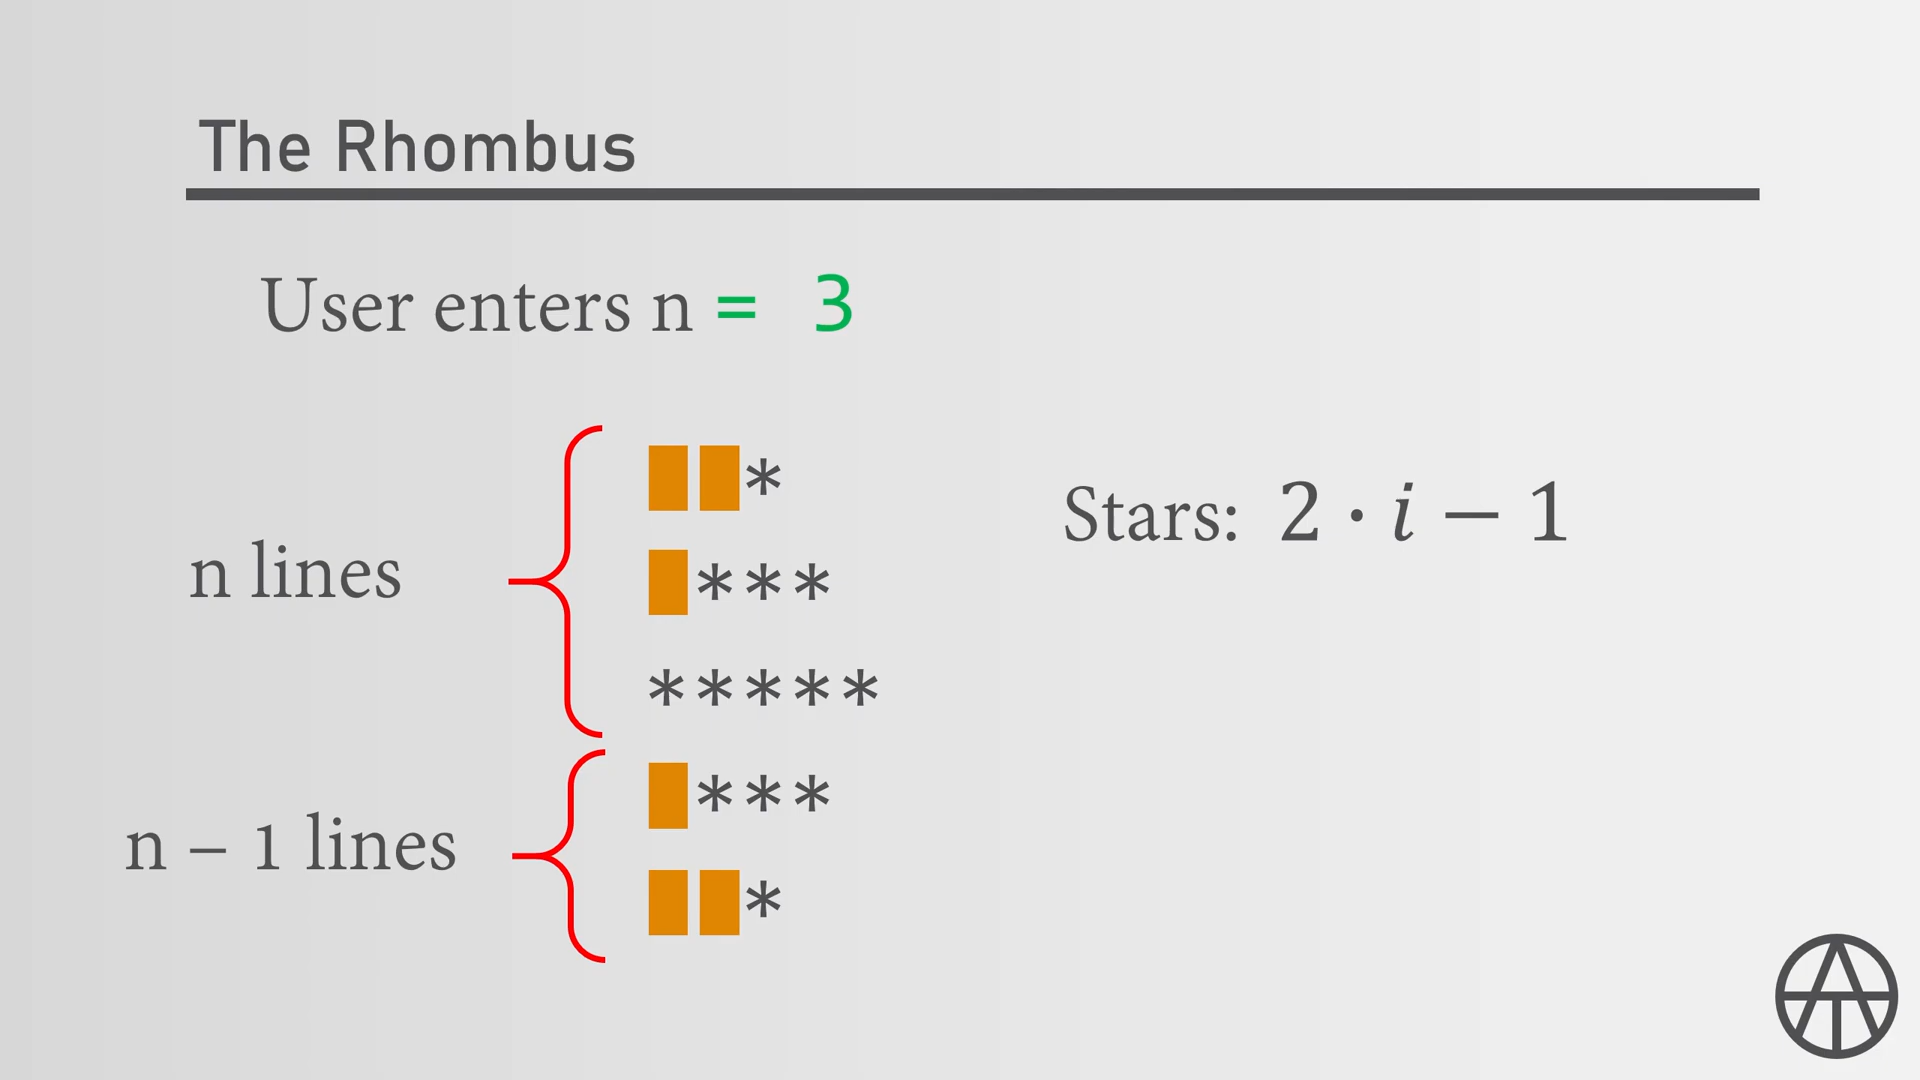 The Rhombus
User enters n = 3
*
***
Stars: 2 · i − 1
n lines
*****
***
n – 1 lines
*